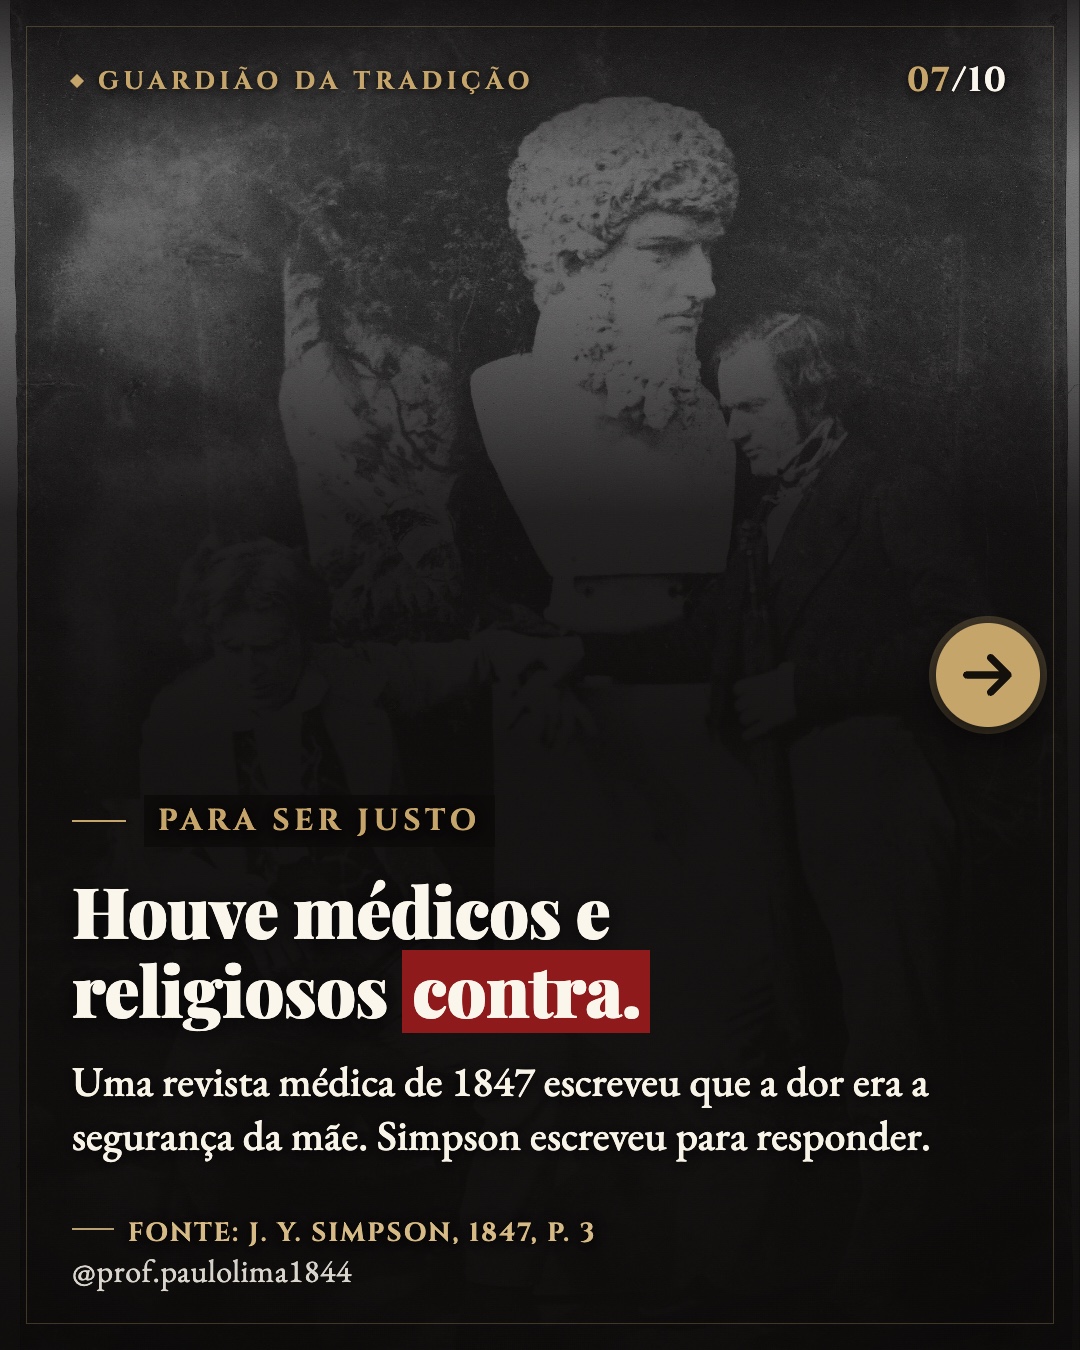 GUARDIÃO DA TRADIÇÃO
07/10
PARA SER JUSTO
Houve médicos e
religiosos contra.
Uma revista médica de 1847 escreveu que a dor era a
segurança da mãe. Simpson escreveu para responder.
FONTE: J. Y. SIMPSON, 1847, P. 3
@prof.paulolima1844